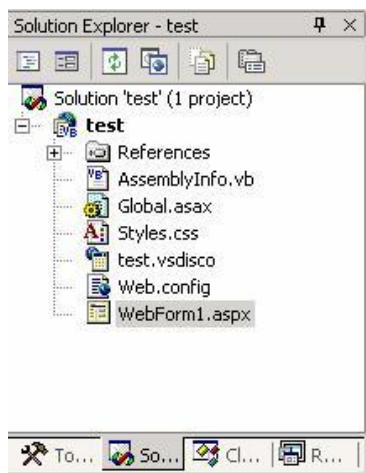 Solution Explorer - test
Solution 'test' (1 project)
test
References
AssemblyInfo.vb
Global.asax
Styles.css
test.vsdisco
Web.config
WebForm1.aspx
To... So... Cl... R...